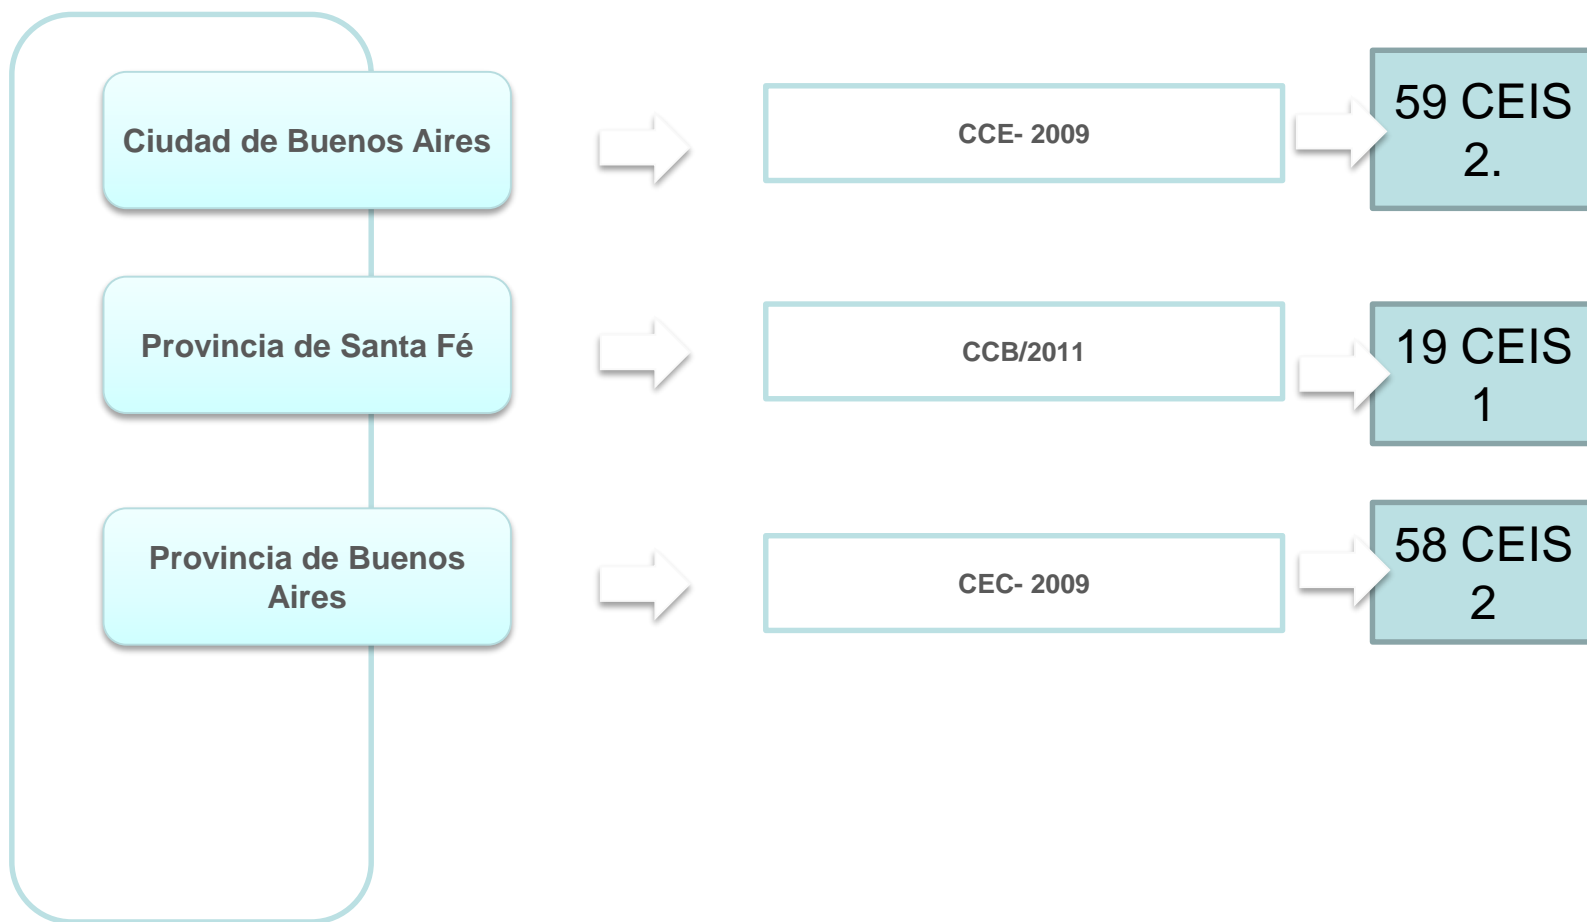 Ciudad de Buenos Aires
CCE- 2009
59 CEIS
2.
Provincia de Santa Fé
CCB/2011
19 CEIS
1
Provincia de Buenos
Aires
CEC- 2009
58 CEIS
2